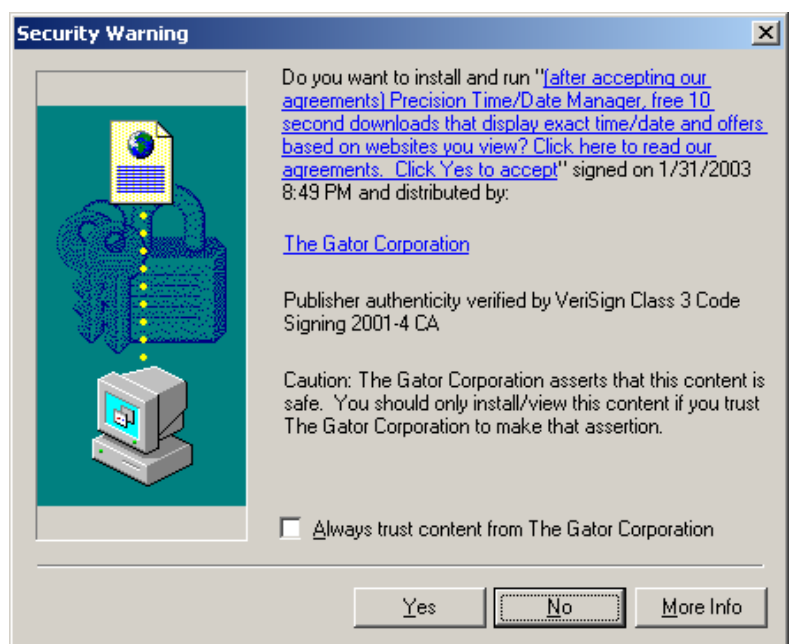 Security Warning
Do you want to install and run "(after accepting our
agreements) Precision Time/Date Manager, free 10
second downloads that display exact time/date and offers
based on websites you view? Click here to read our
agreements.  Click Yes to accept" signed on 1/31/2003
8:49 PM and distributed by:
The Gator Corporation
Publisher authenticity verified by VeriSign Class 3 Code
Signing 2001-4 CA
Caution: The Gator Corporation asserts that this content is
safe.  You should only install/view this content if you trust
The Gator Corporation to make that assertion.
Always trust content from The Gator Corporation
Yes No More Info